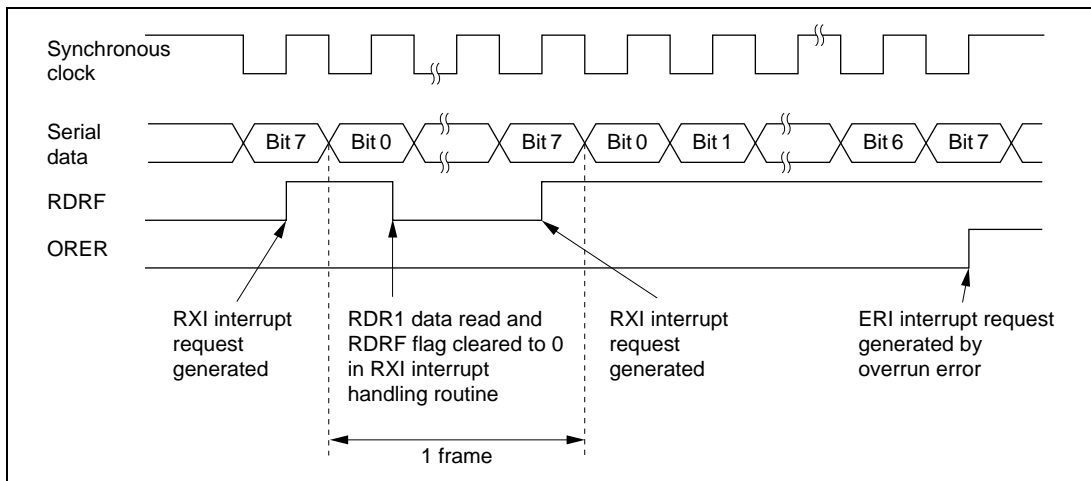 Synchronous
clock
Serial
data
Bit 7
Bit 0
Bit 7
Bit 0
Bit 1
Bit 6
Bit 7
RDRF
ORER
RXI interrupt
request
generated
RDR1 data read and
RDRF flag cleared to 0
in RXI interrupt
handling routine
RXI interrupt
request
generated
ERI interrupt request
generated by
overrun error
1 frame